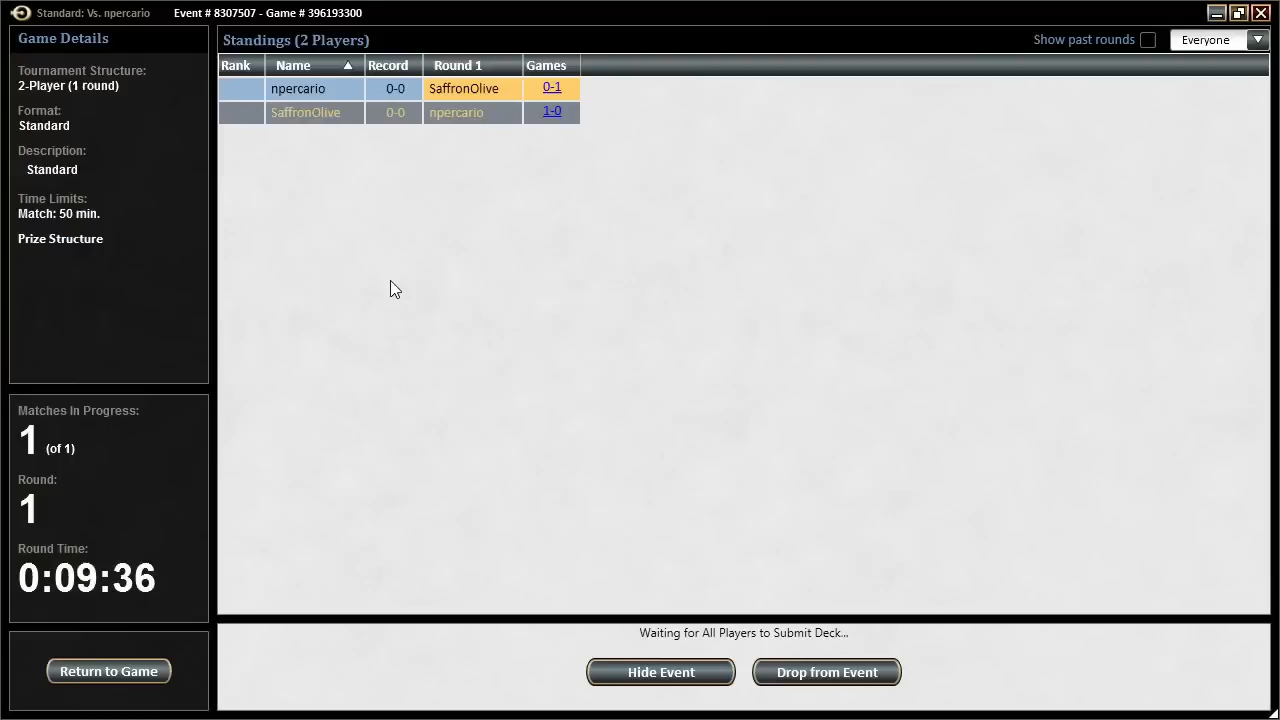 Standard: Vs. npercario Event # 8307507 - Game # 396193300
Game Details
Tournament Structure:
2-Player (1 round)
Format:
Standard
Description:
Standard
Time Limits:
Match: 50 min.
Prize Structure
Matches In Progress:
1 (of 1)
Round:
1
Round Time:
0:09:36
Return to Game
Standings (2 Players) Show past rounds Everyone
Rank Name Record Round 1 Games
npercario 0-0 SaffronOlive 0-1
SaffronOlive 0-0 npercario 1-0
Waiting for All Players to Submit Deck...
Hide Event Drop from Event